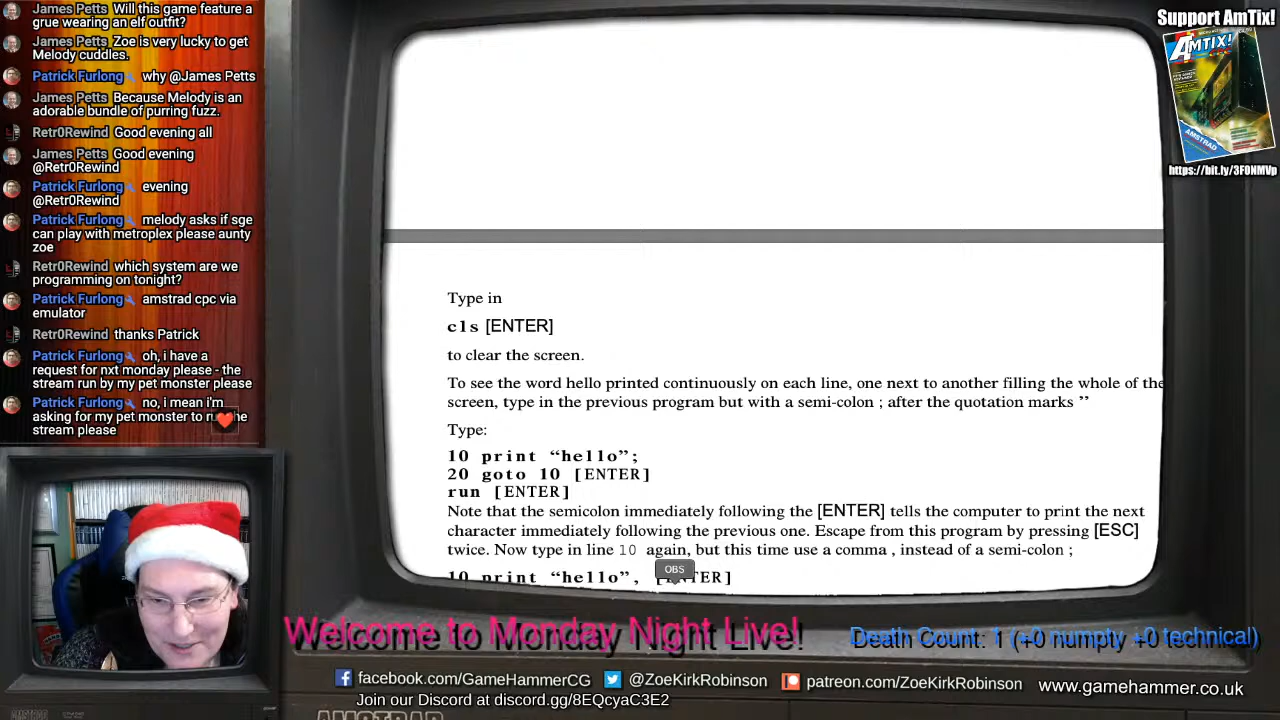 James Petts Will this game feature a
grue wearing an elf outfit?
James Petts Zoe is very lucky to get
Melody cuddles.
Patrick Furlong why @James Petts
James Petts Because Melody is an
adorable bundle of purring fuzz.
Retr0Rewind Good evening all
James Petts Good evening
@Retr0Rewind
Patrick Furlong evening
@Retr0Rewind
Patrick Furlong melody asks if sge
can play with metroplex please aunty
zoe
Retr0Rewind which system are we
programming on tonight?
Patrick Furlong amstrad cpc via
emulator
Retr0Rewind thanks Patrick
Patrick Furlong oh, i have a
request for nxt monday please - the
stream run by my pet monster please
Patrick Furlong no, i mean i'm
asking for my pet monster to the
stream please
Type in
cls [ENTER]
to clear the screen.
To see the word hello printed continuously on each line, one next to another filling the whole of the
screen, type in the previous program but with a semi-colon ; after the quotation marks ”
Type:
10 print “hello”;
20 goto 10 [ENTER]
run [ENTER]
Note that the semicolon immediately following the [ENTER] tells the computer to print the next
character immediately following the previous one. Escape from this program by pressing [ESC]
twice. Now type in line 10 again, but this time use a comma , instead of a semi-colon ;
10 print “hello”, [ENTER]
OBS
Support AmTix!
AMTIX!
AMSTRAD
https://bit.ly/3F0NMVp
Welcome to Monday Night Live!
Death Count: 1 (+0 numpty +0 technical)
facebook.com/GameHammerCG @ZoeKirkRobinson patreon.com/ZoeKirkRobinson www.gamehammer.co.uk
Join our Discord at discord.gg/8EQcyaC3E2
AMSTRAD